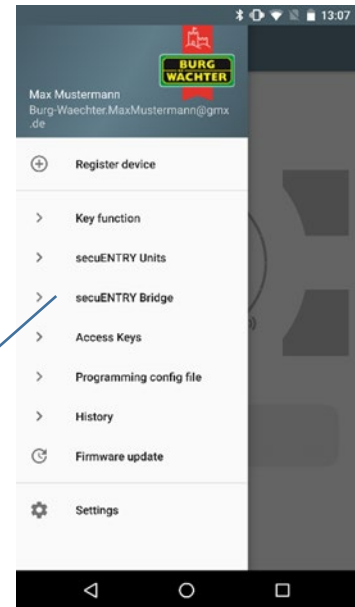 13:07
BURG
WÄCHTER
Max Mustermann
Burg-Waechter.MaxMustermann@gmx
.de
Register device
Key function
secuENTRY Units
secuENTRY Bridge
Access Keys
Programming config file
History
Firmware update
Settings